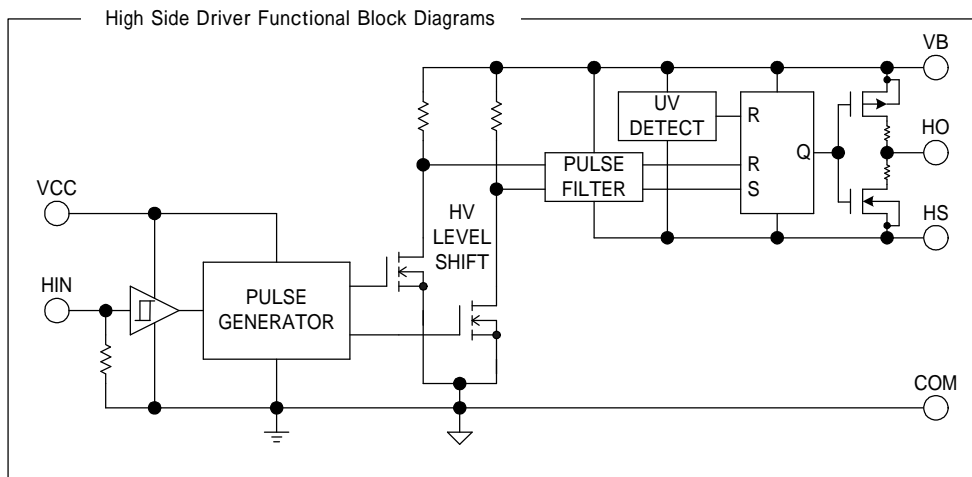 High Side Driver Functional Block Diagrams
VB
UV
DETECT
R
HO
Q
PULSE
FILTER
R
S
VCC
HV
LEVEL
SHIFT
HS
HIN
PULSE
GENERATOR
COM